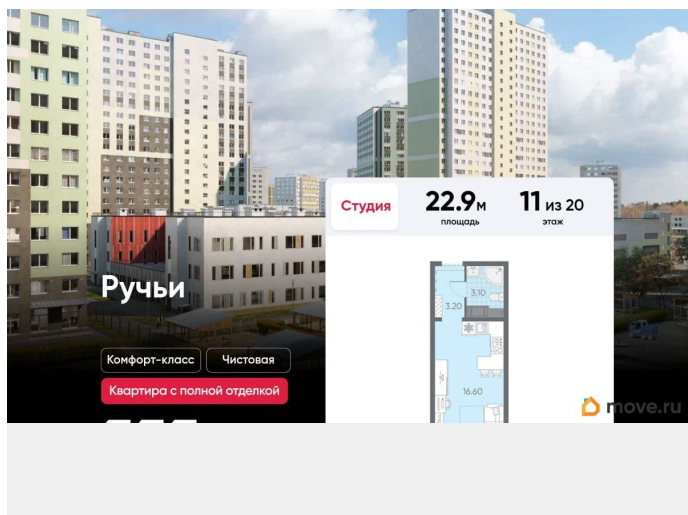 Студия
22.9м
площадь
11 из 20
этаж
Ручьи
Комфорт-класс
Чистовая
Квартира с полной отделкой
3.20
3.10
16.60
move.ru